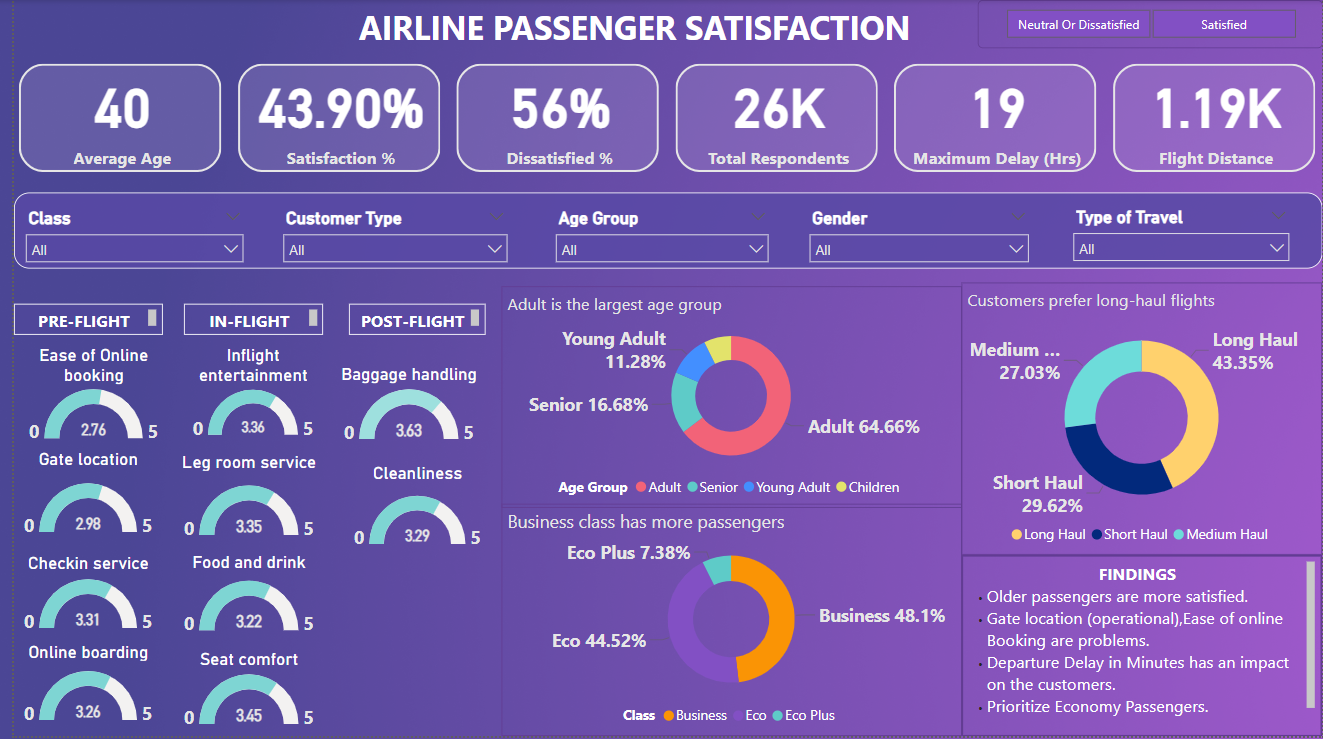 AIRLINE PASSENGER SATISFACTION
Neutral Or Dissatisfied
Satisfied
40
Average Age
43.90%
Satisfaction %
56%
Dissatisfied %
26K
Total Respondents
19
Maximum Delay (Hrs)
1.19K
Flight Distance
Class
All
Customer Type
All
Age Group
All
Gender
All
Type of Travel
All
PRE-FLIGHT
Ease of Online
booking
0
2.76
5
Gate location
0
2.98
5
Checkin service
0
3.31
5
Online boarding
0
3.26
5
IN-FLIGHT
Inflight
entertainment
0
3.36
5
Leg room service
0
3.35
5
Food and drink
0
3.22
5
Seat comfort
0
3.45
5
POST-FLIGHT
Baggage handling
0
3.63
5
Cleanliness
0
3.29
5
Adult is the largest age group
Young Adult
11.28%
Senior 16.68%
Adult 64.66%
Age Group Adult Senior Young Adult Children
Business class has more passengers
Eco Plus 7.38%
Business 48.1%
Eco 44.52%
Class Business Eco Eco Plus
Customers prefer long-haul flights
Medium ...
27.03%
Long Haul
43.35%
Short Haul
29.62%
Long Haul Short Haul Medium Haul
FINDINGS
• Older passengers are more satisfied.
• Gate location (operational),Ease of online
Booking are problems.
• Departure Delay in Minutes has an impact
on the customers.
• Prioritize Economy Passengers.